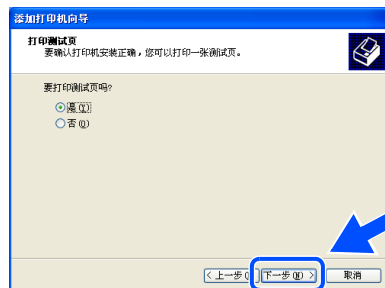 添加打印机向导
打印测试页
要确认打印机安装正确，您可以打印一张测试页。
要打印测试页吗?
是(Y)
否(O)
< 上一步( 下一步(N) > 取消